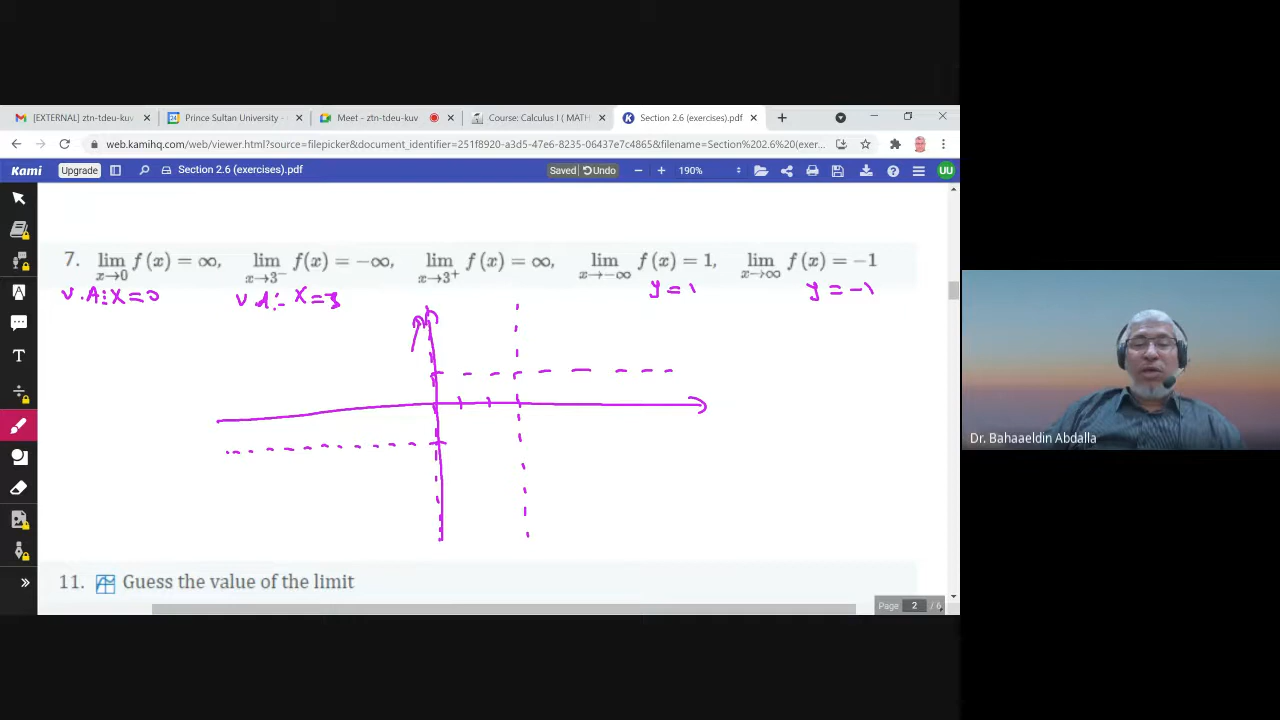 [EXTERNAL] ztn-tdeu-kuv
Prince Sultan University -
Meet - ztn-tdeu-kuv
Course: Calculus I ( MATH
Section 2.6 (exercises).pdf
web.kamihq.com/web/viewer.html?source=filepicker&document_identifier=251f8920-a3d5-47e6-8235-06437e7c4865&filename=Section%202.6%20(exer...
Kami
Upgrade
Section 2.6 (exercises).pdf
Saved
Undo
190%
UU
7. lim x→0 f(x) = ∞, lim x→3⁻ f(x) = −∞, lim x→3⁺ f(x) = ∞, lim x→−∞ f(x) = 1, lim x→∞ f(x) = −1
V.A: X=0 V.A:- X=3 y=1 y=-1
Dr. Bahaaeldin Abdalla
11. Guess the value of the limit
Page 2 / 6